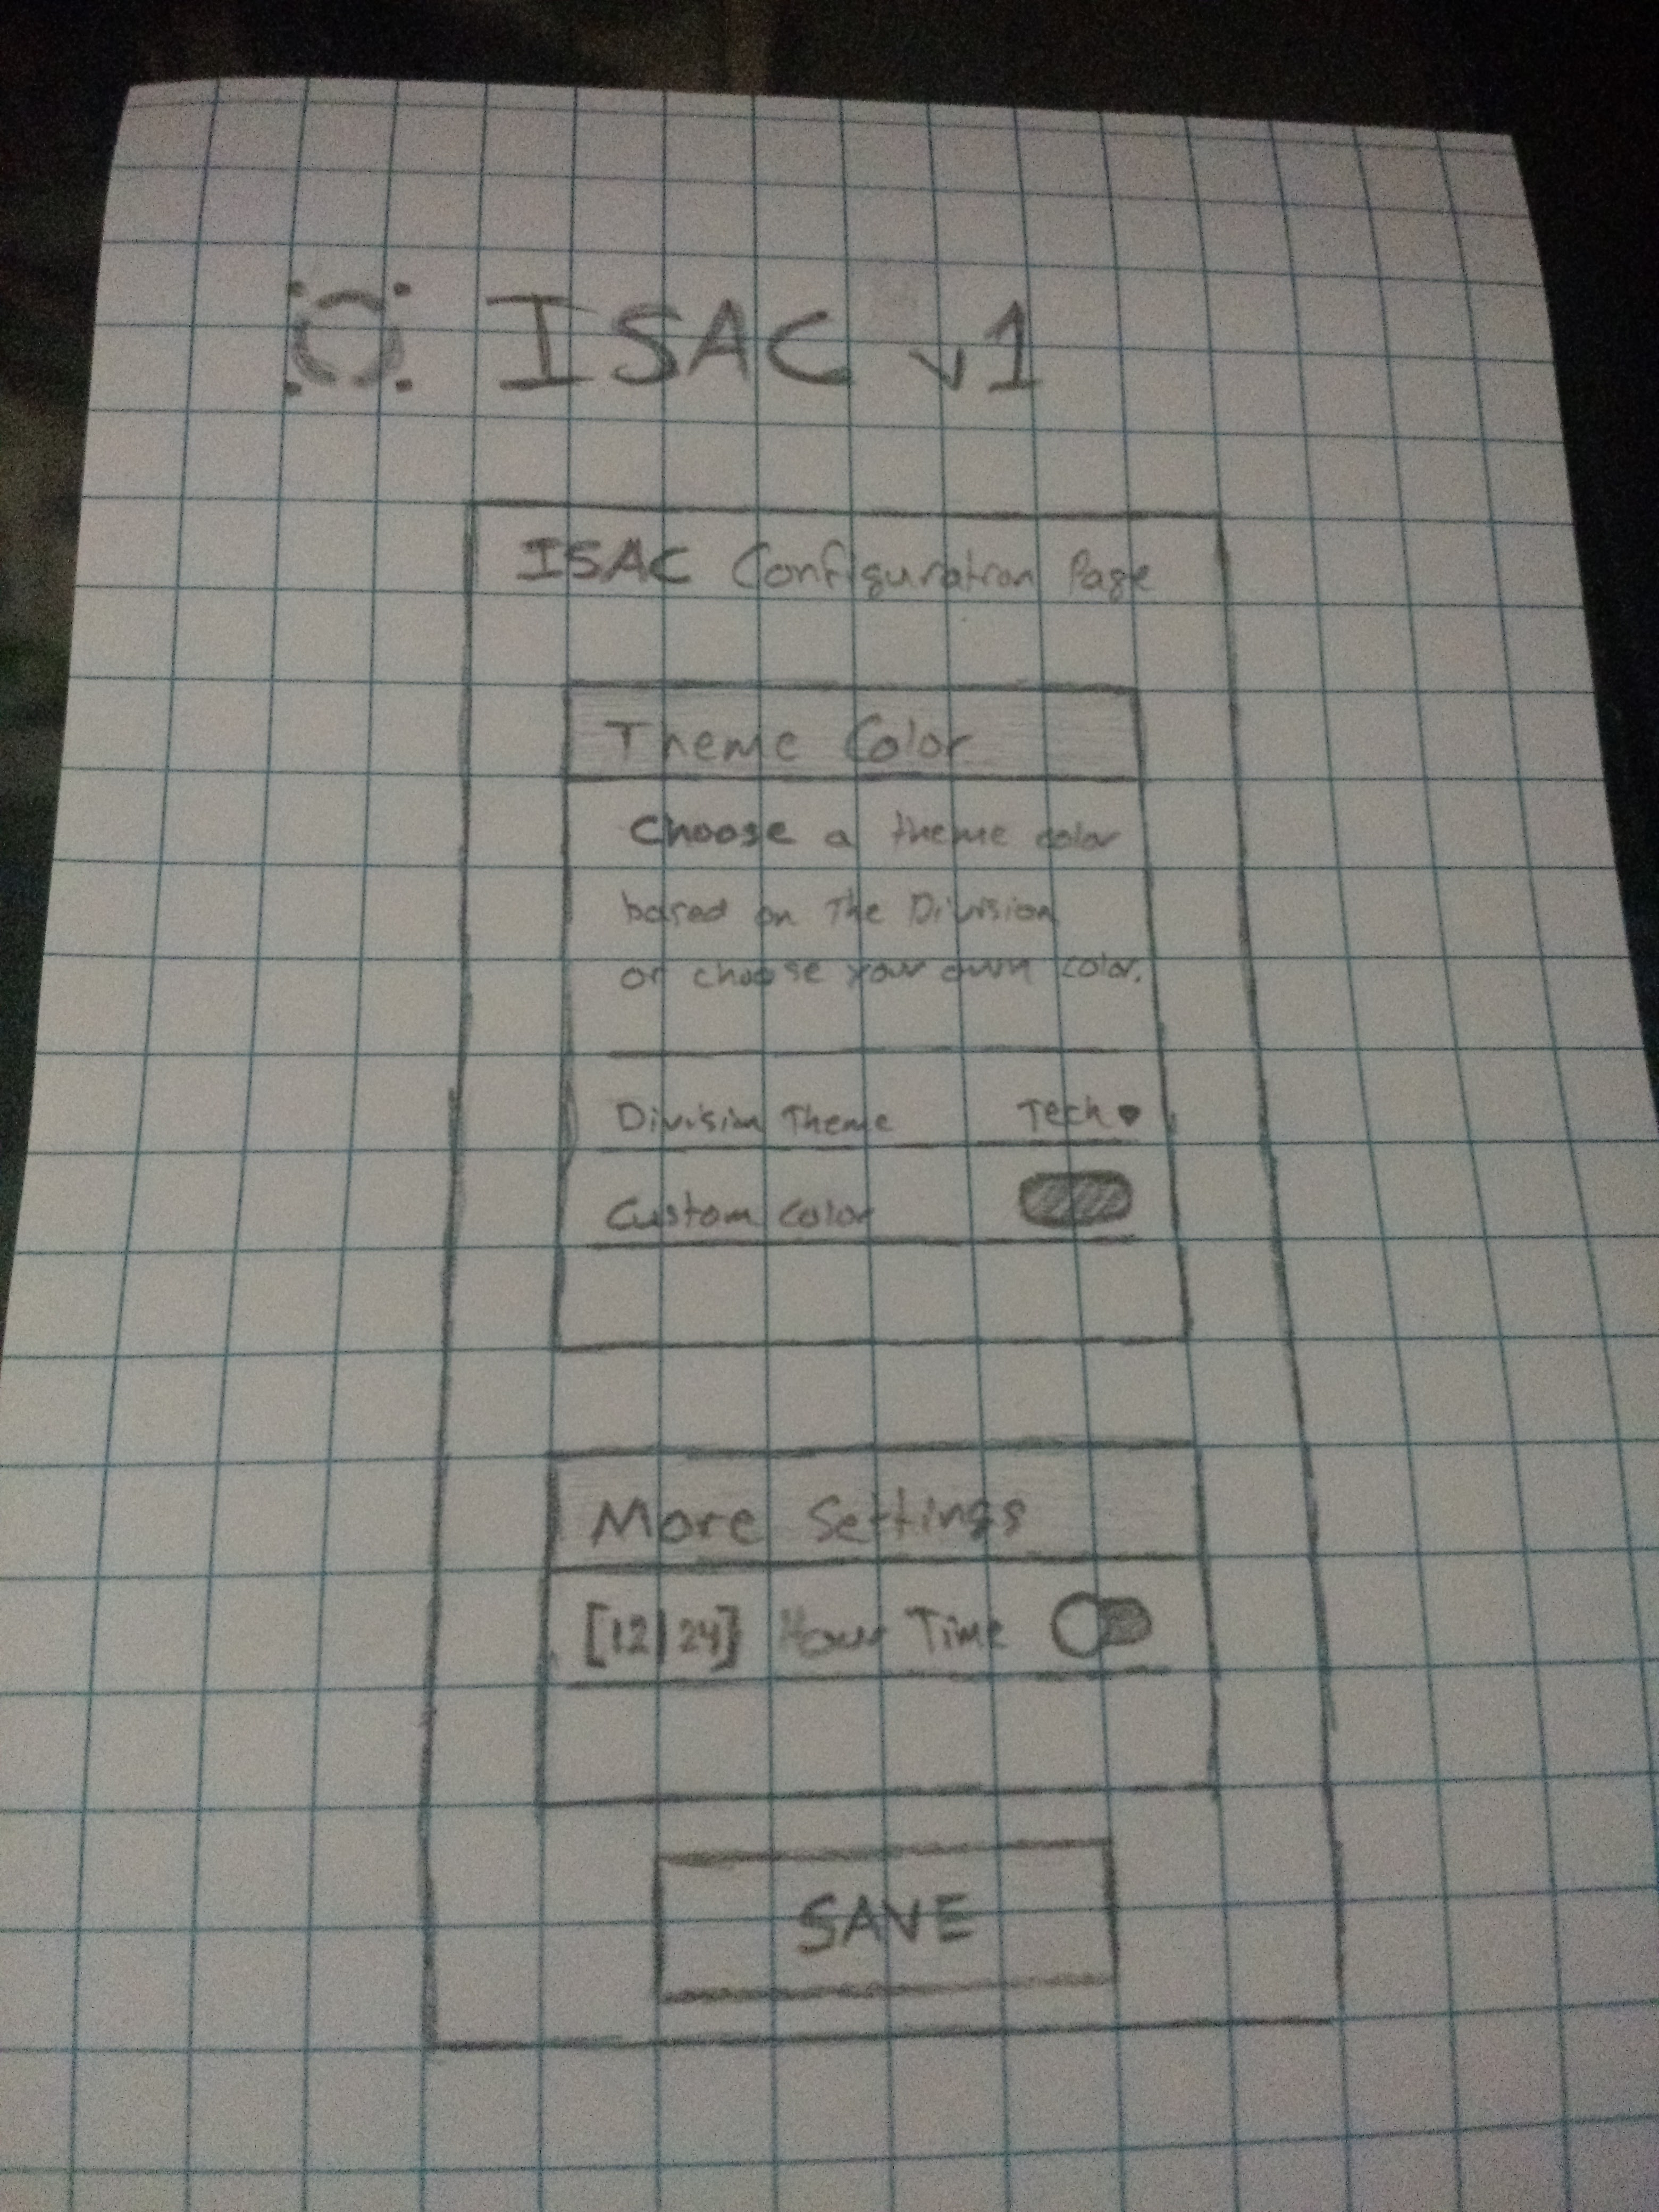 ISAC v1
ISAC Configuration Page
Theme Color
Choose a theme color
based on The Division
or choose your own color.
Division Theme Tech
Custom Color
More Settings
[12|24] Hour Time
SAVE